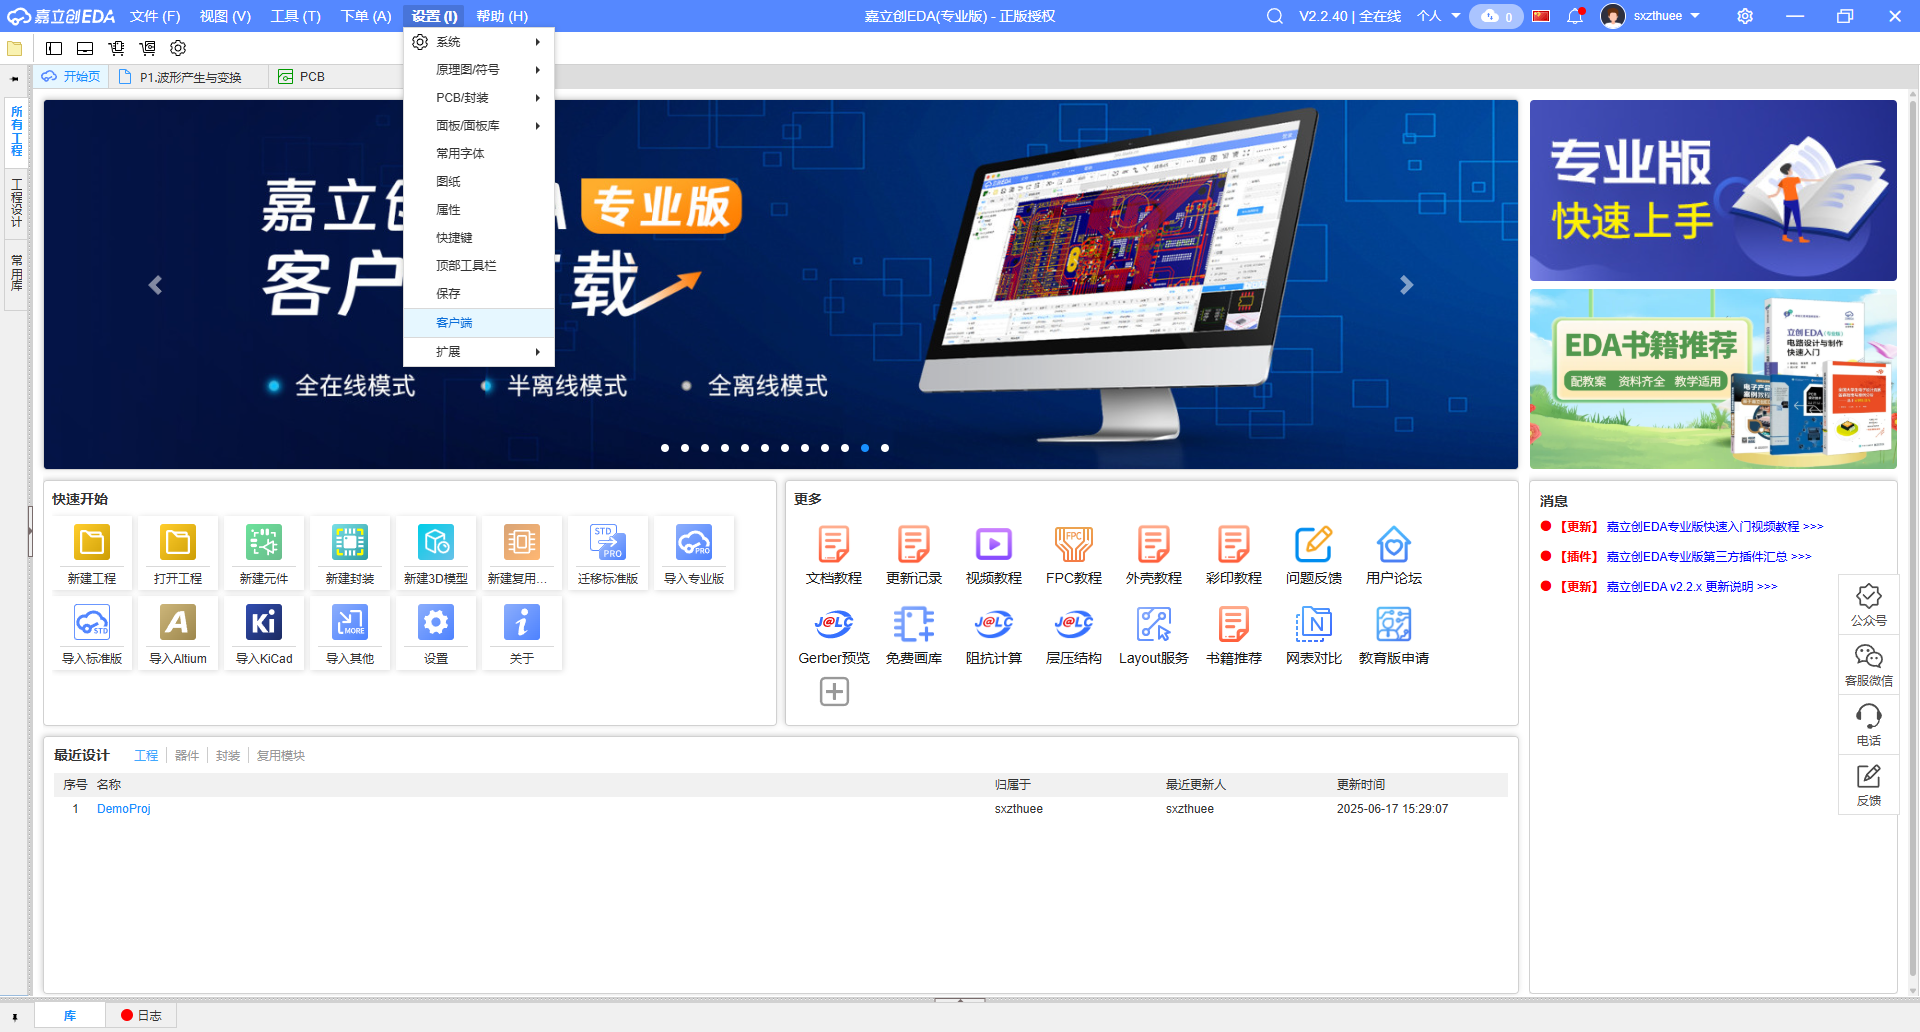 嘉立创EDA 文件 (F) 视图 (V) 工具 (T) 下单 (A) 设置 (I) 帮助 (H) 嘉立创EDA(专业版) - 正版授权 V2.2.40 | 全在线 个人 0 sxzthuee
开始页 P1.波形产生与变换 PCB
所有工程
工程设计
常用库
系统
原理图/符号
PCB/封装
面板/面板库
常用字体
图纸
属性
快捷键
顶部工具栏
保存
客户端
扩展
嘉立 专业版
客户 载
全在线模式 半离线模式 全离线模式
专业版
快速上手
EDA书籍推荐
配教案 资料齐全 教学适用
立创EDA(专业版)
电路设计与制作
快速入门
快速开始
新建工程 打开工程 新建元件 新建封装 新建3D模型 新建复用... 迁移标准版 导入专业版
导入标准版 导入Altium 导入KiCad 导入其他 设置 关于
STD PRO PRO
STD A Ki MORE i
更多
FPC
文档教程 更新记录 视频教程 FPC教程 外壳教程 彩印教程 问题反馈 用户论坛
J@LC J@LC J@LC N
Gerber预览 免费画库 阻抗计算 层压结构 Layout服务 书籍推荐 网表对比 教育版申请
消息
【更新】 嘉立创EDA专业版快速入门视频教程 >>>
【插件】 嘉立创EDA专业版第三方插件汇总 >>>
【更新】 嘉立创EDA v2.2.x 更新说明 >>>
公众号
客服微信
电话
反馈
最近设计 工程 器件 封装 复用模块
序号 名称 归属于 最近更新人 更新时间
1 DemoProj sxzthuee sxzthuee 2025-06-17 15:29:07
库 日志